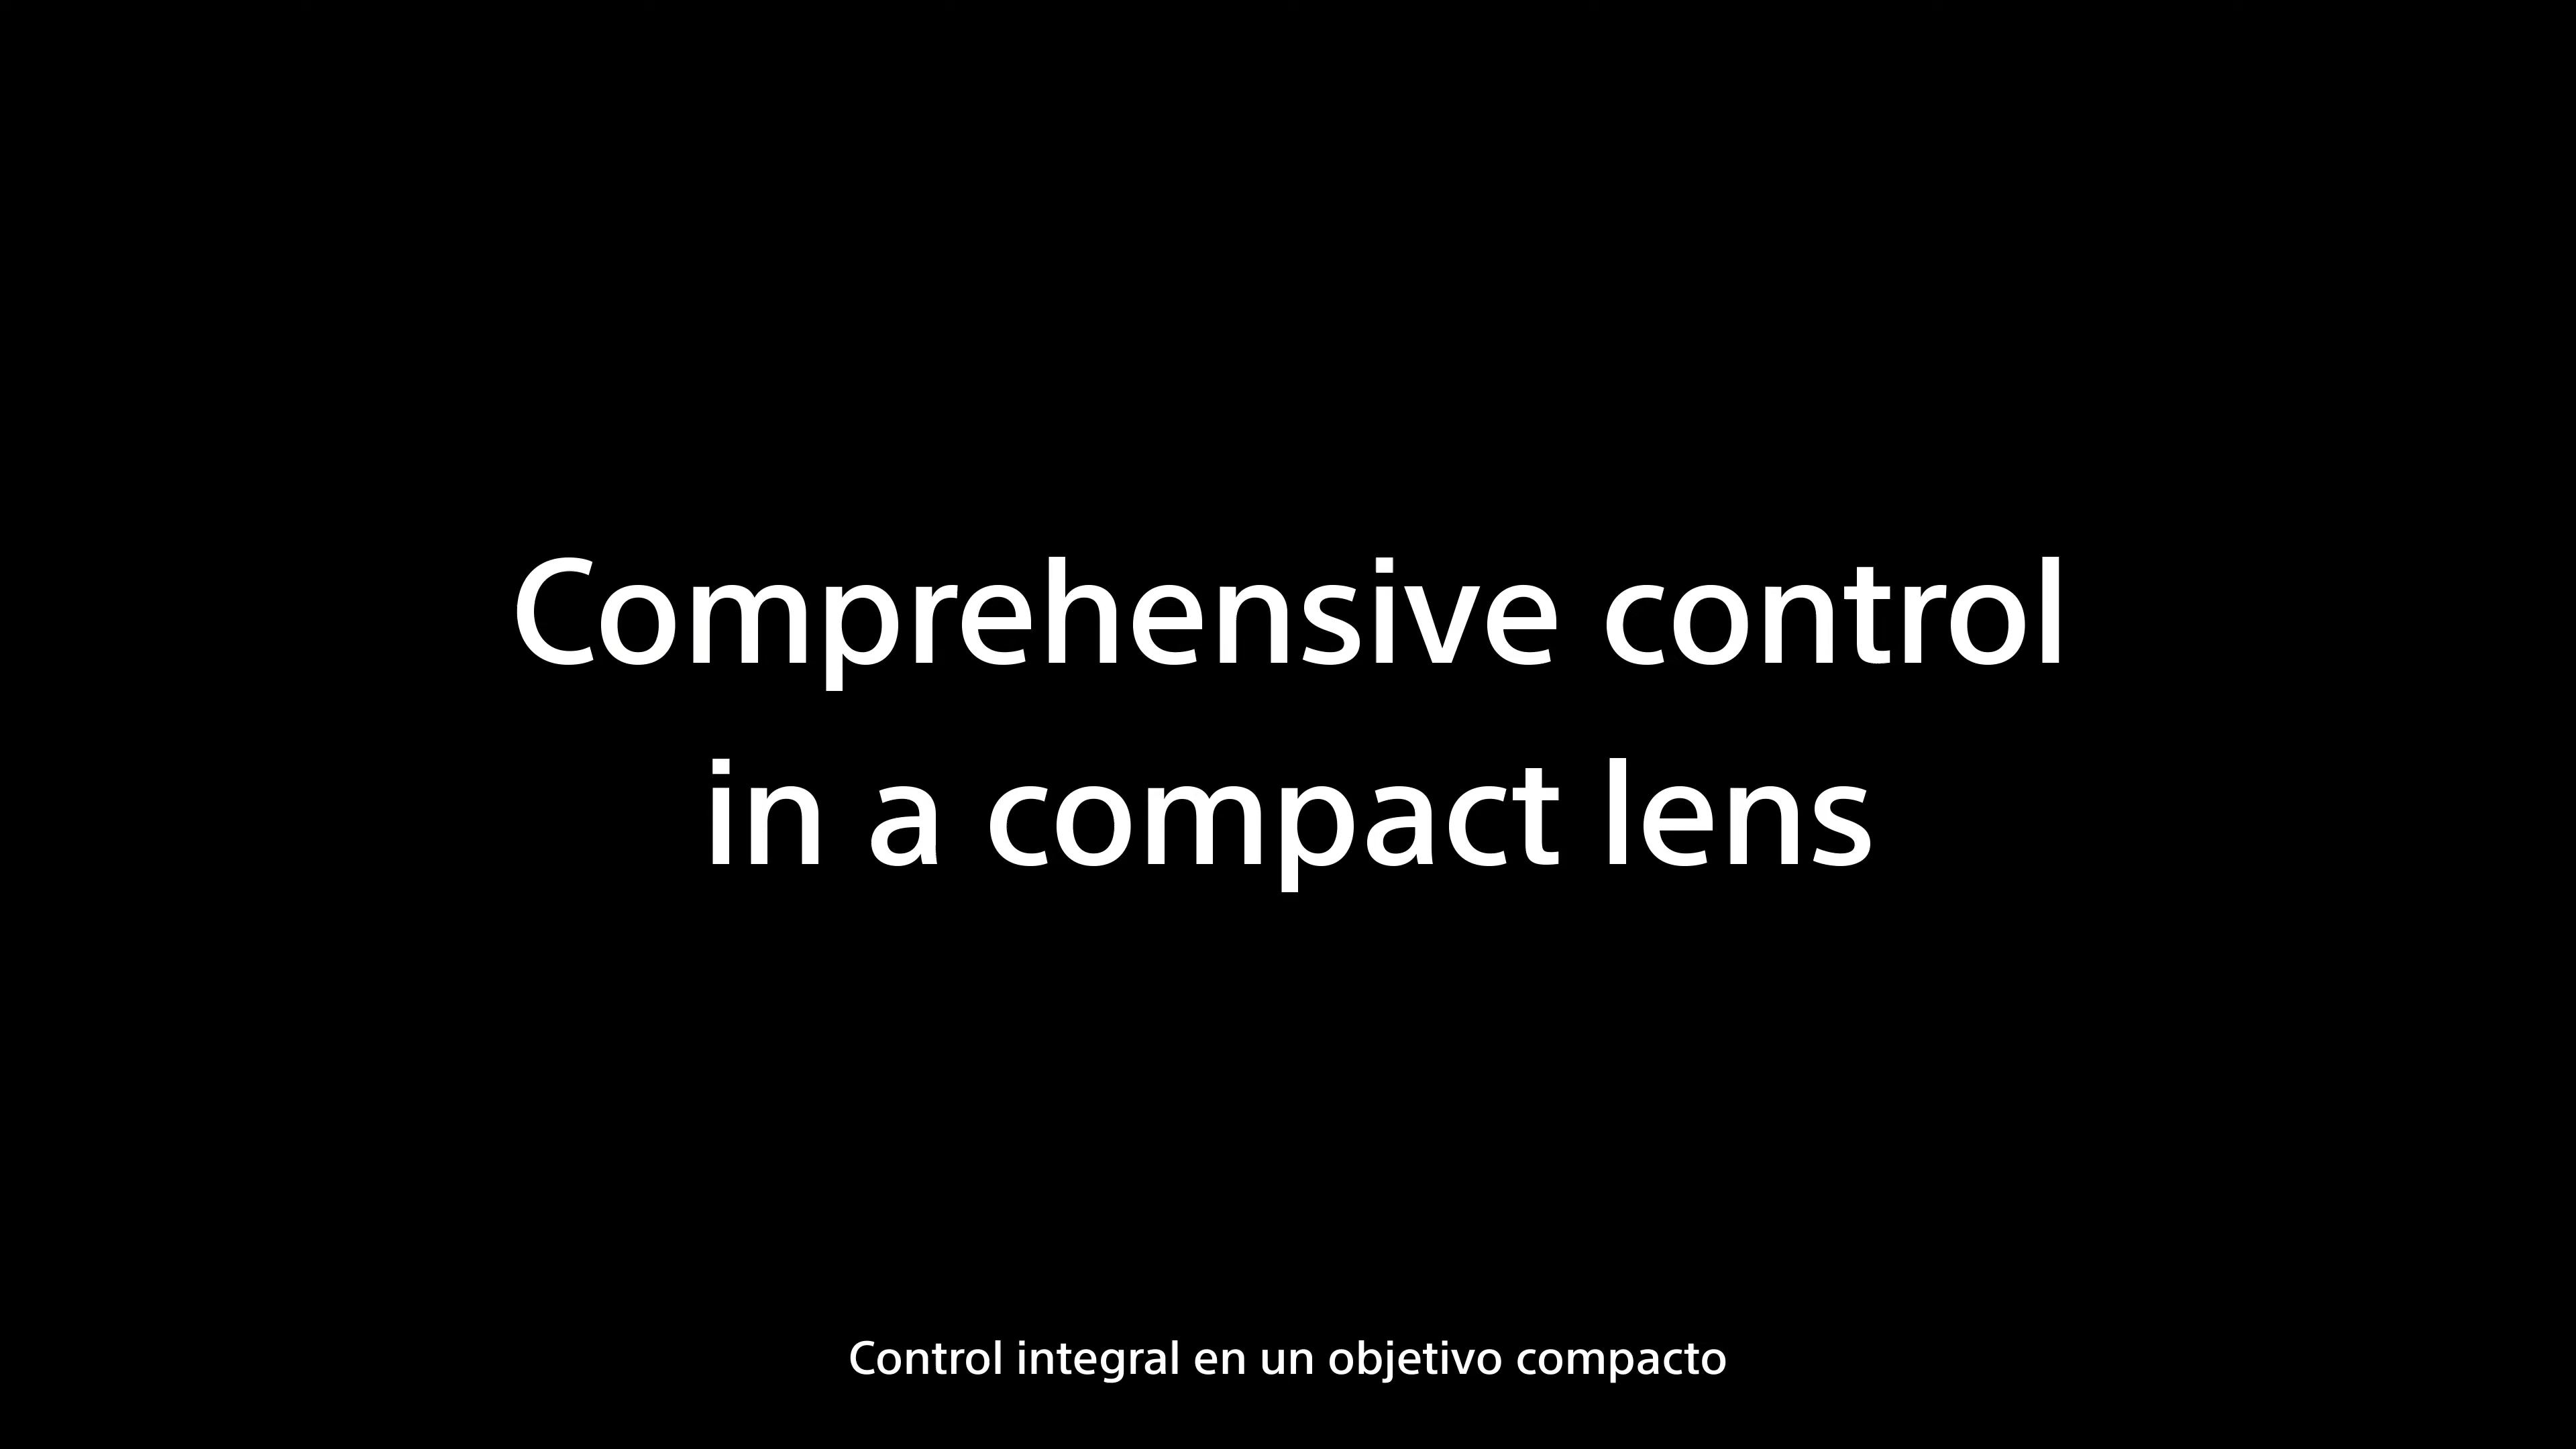 Comprehensive control
in a compact lens
Control integral en un objetivo compacto